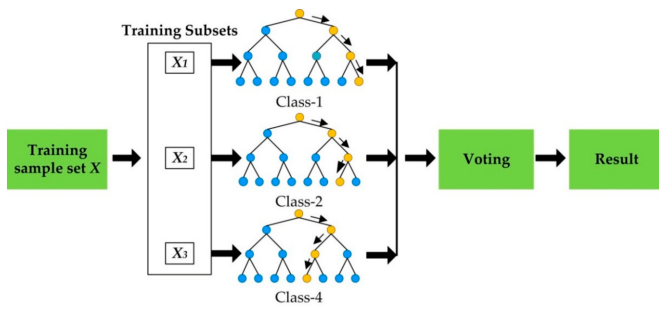 Training Subsets
X1
Class-1
Training
sample set X
X2
Class-2
Voting
Result
X3
Class-4